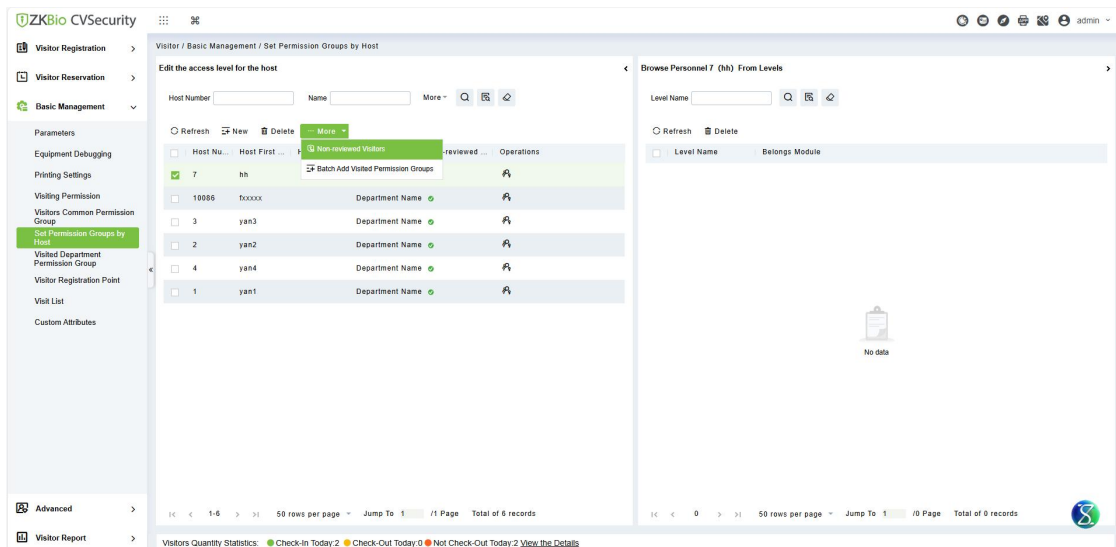 ZKBio CVSecurity
admin
Visitor Registration
Visitor Reservation
Basic Management
Parameters
Equipment Debugging
Printing Settings
Visiting Permission
Visitors Common Permission
Group
Set Permission Groups by
Host
Visited Department
Permission Group
Visitor Registration Point
Visit List
Custom Attributes
Advanced
Visitor Report
Visitor / Basic Management / Set Permission Groups by Host
Edit the access level for the host
Host Number Name More
Refresh New Delete More
Non-reviewed Visitors
Batch Add Visited Permission Groups
Host Nu... Host First ... -reviewed ... Operations
7 hh
10086 fxxxxx Department Name
3 yan3 Department Name
2 yan2 Department Name
4 yan4 Department Name
1 yan1 Department Name
1-6 50 rows per page Jump To 1 /1 Page Total of 6 records
Browse Personnel 7 (hh) From Levels
Level Name
Refresh Delete
Level Name Belongs Module
No data
0 50 rows per page Jump To 1 /0 Page Total of 0 records
Visitors Quantity Statistics: Check-In Today:2 Check-Out Today:0 Not Check-Out Today:2 View the Details